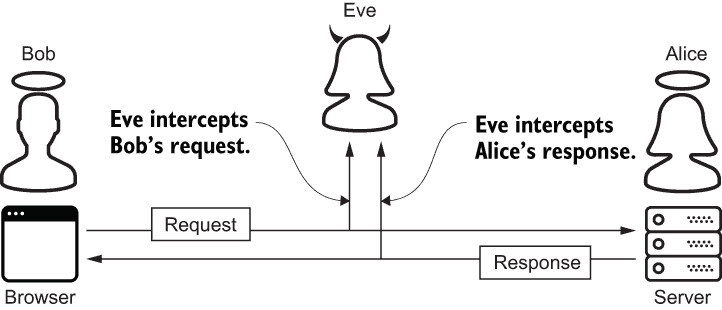 Eve
Bob
Alice
Eve intercepts
Bob's request.
Eve intercepts
Alice's response.
Request
Response
Browser
Server